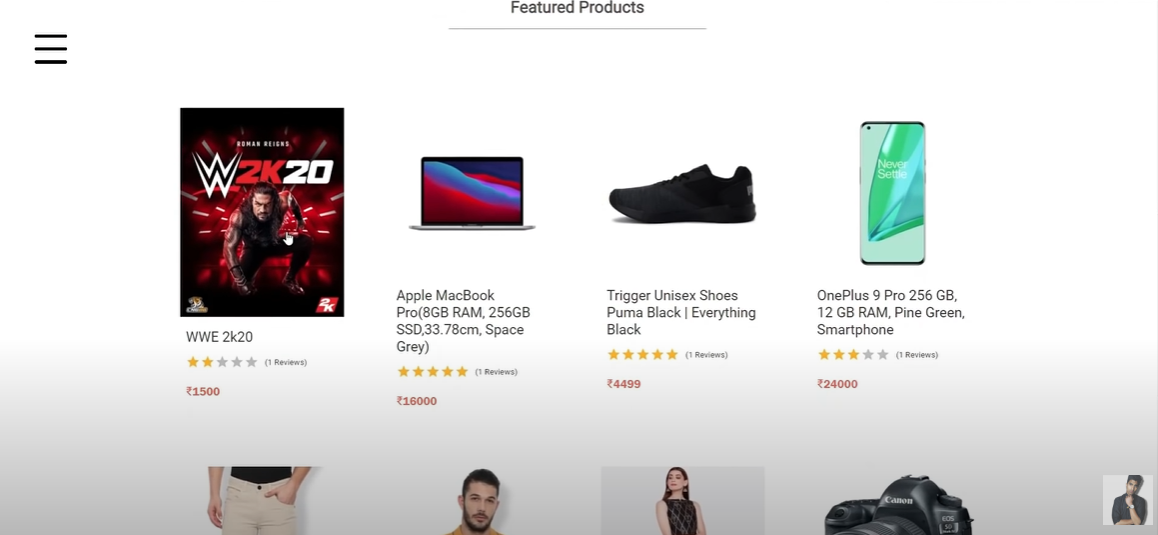 Featured Products
ROMAN REIGNS
W2K20
2K
Never
Settle
WWE 2k20
(1 Reviews)
₹1500
Apple MacBook
Pro(8GB RAM, 256GB
SSD,33.78cm, Space
Grey)
(1 Reviews)
₹16000
Trigger Unisex Shoes
Puma Black | Everything
Black
(1 Reviews)
₹4499
OnePlus 9 Pro 256 GB,
12 GB RAM, Pine Green,
Smartphone
(1 Reviews)
₹24000
Canon
EOS
5D